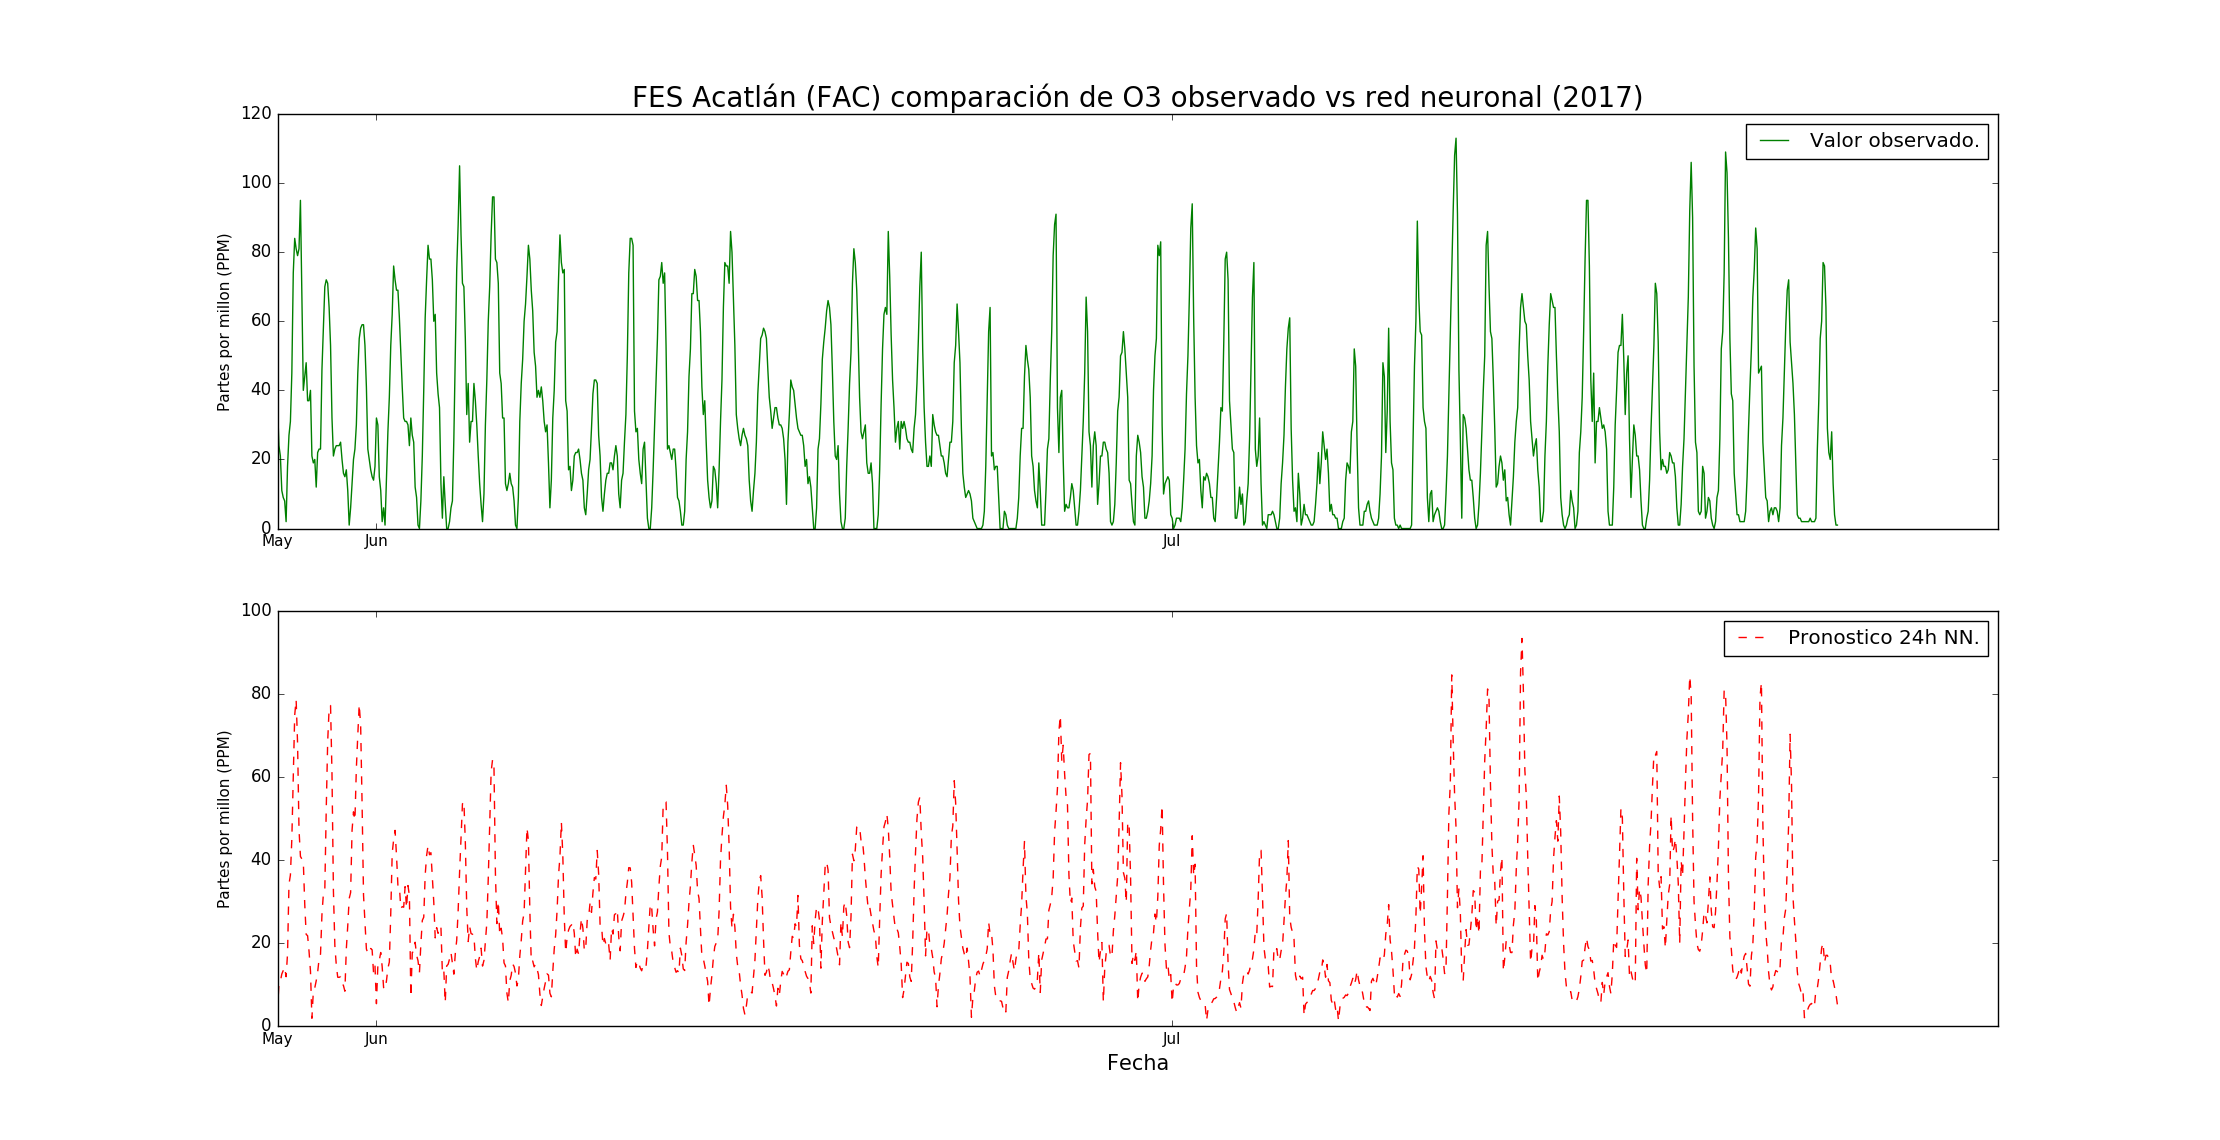 FES Acatlán (FAC) comparación de O3 observado vs red neuronal (2017)
120
100
80
60
40
20
0
Partes por millon (PPM)
Valor observado.
May
Jun
Jul
100
80
60
40
20
0
Partes por millon (PPM)
Pronostico 24h NN.
May
Jun
Jul
Fecha